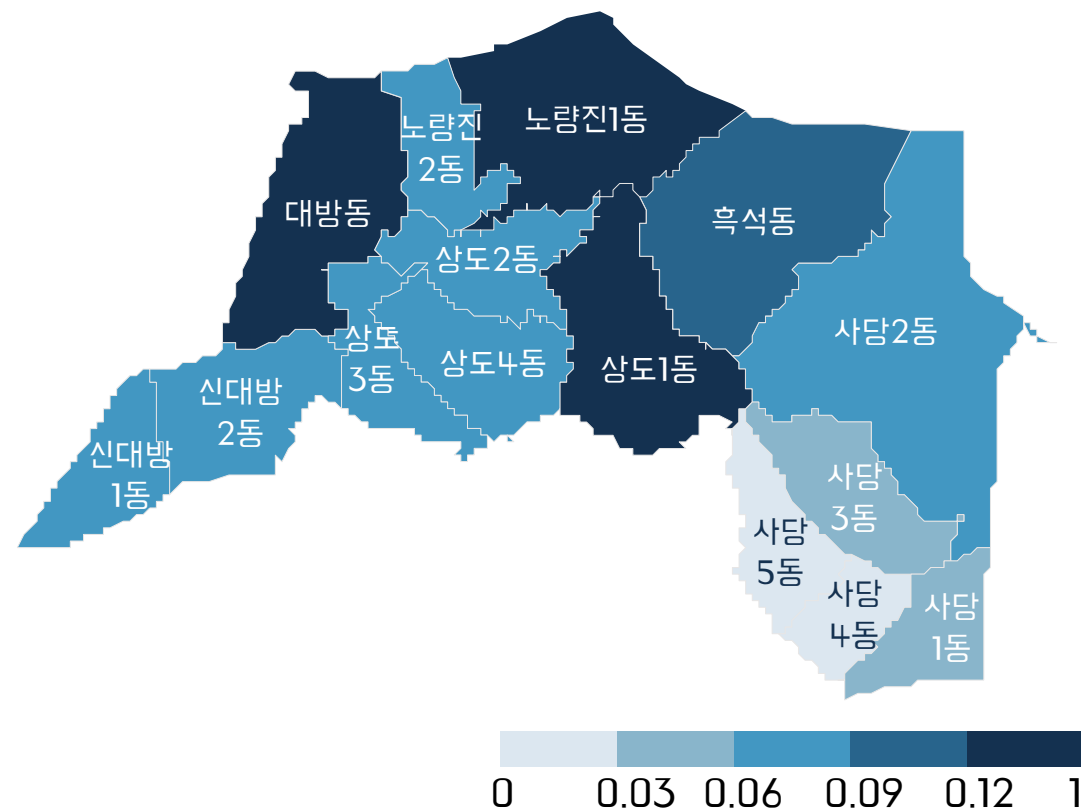 노량진1동
노량진
2동
대방동
흑석동
상도2동
사당2동
상도
3동
상도4동
상도1동
신대방
2동
신대방
1동
사당
3동
사당
5동
사당
4동
사당
1동
0 0.03 0.06 0.09 0.12 1